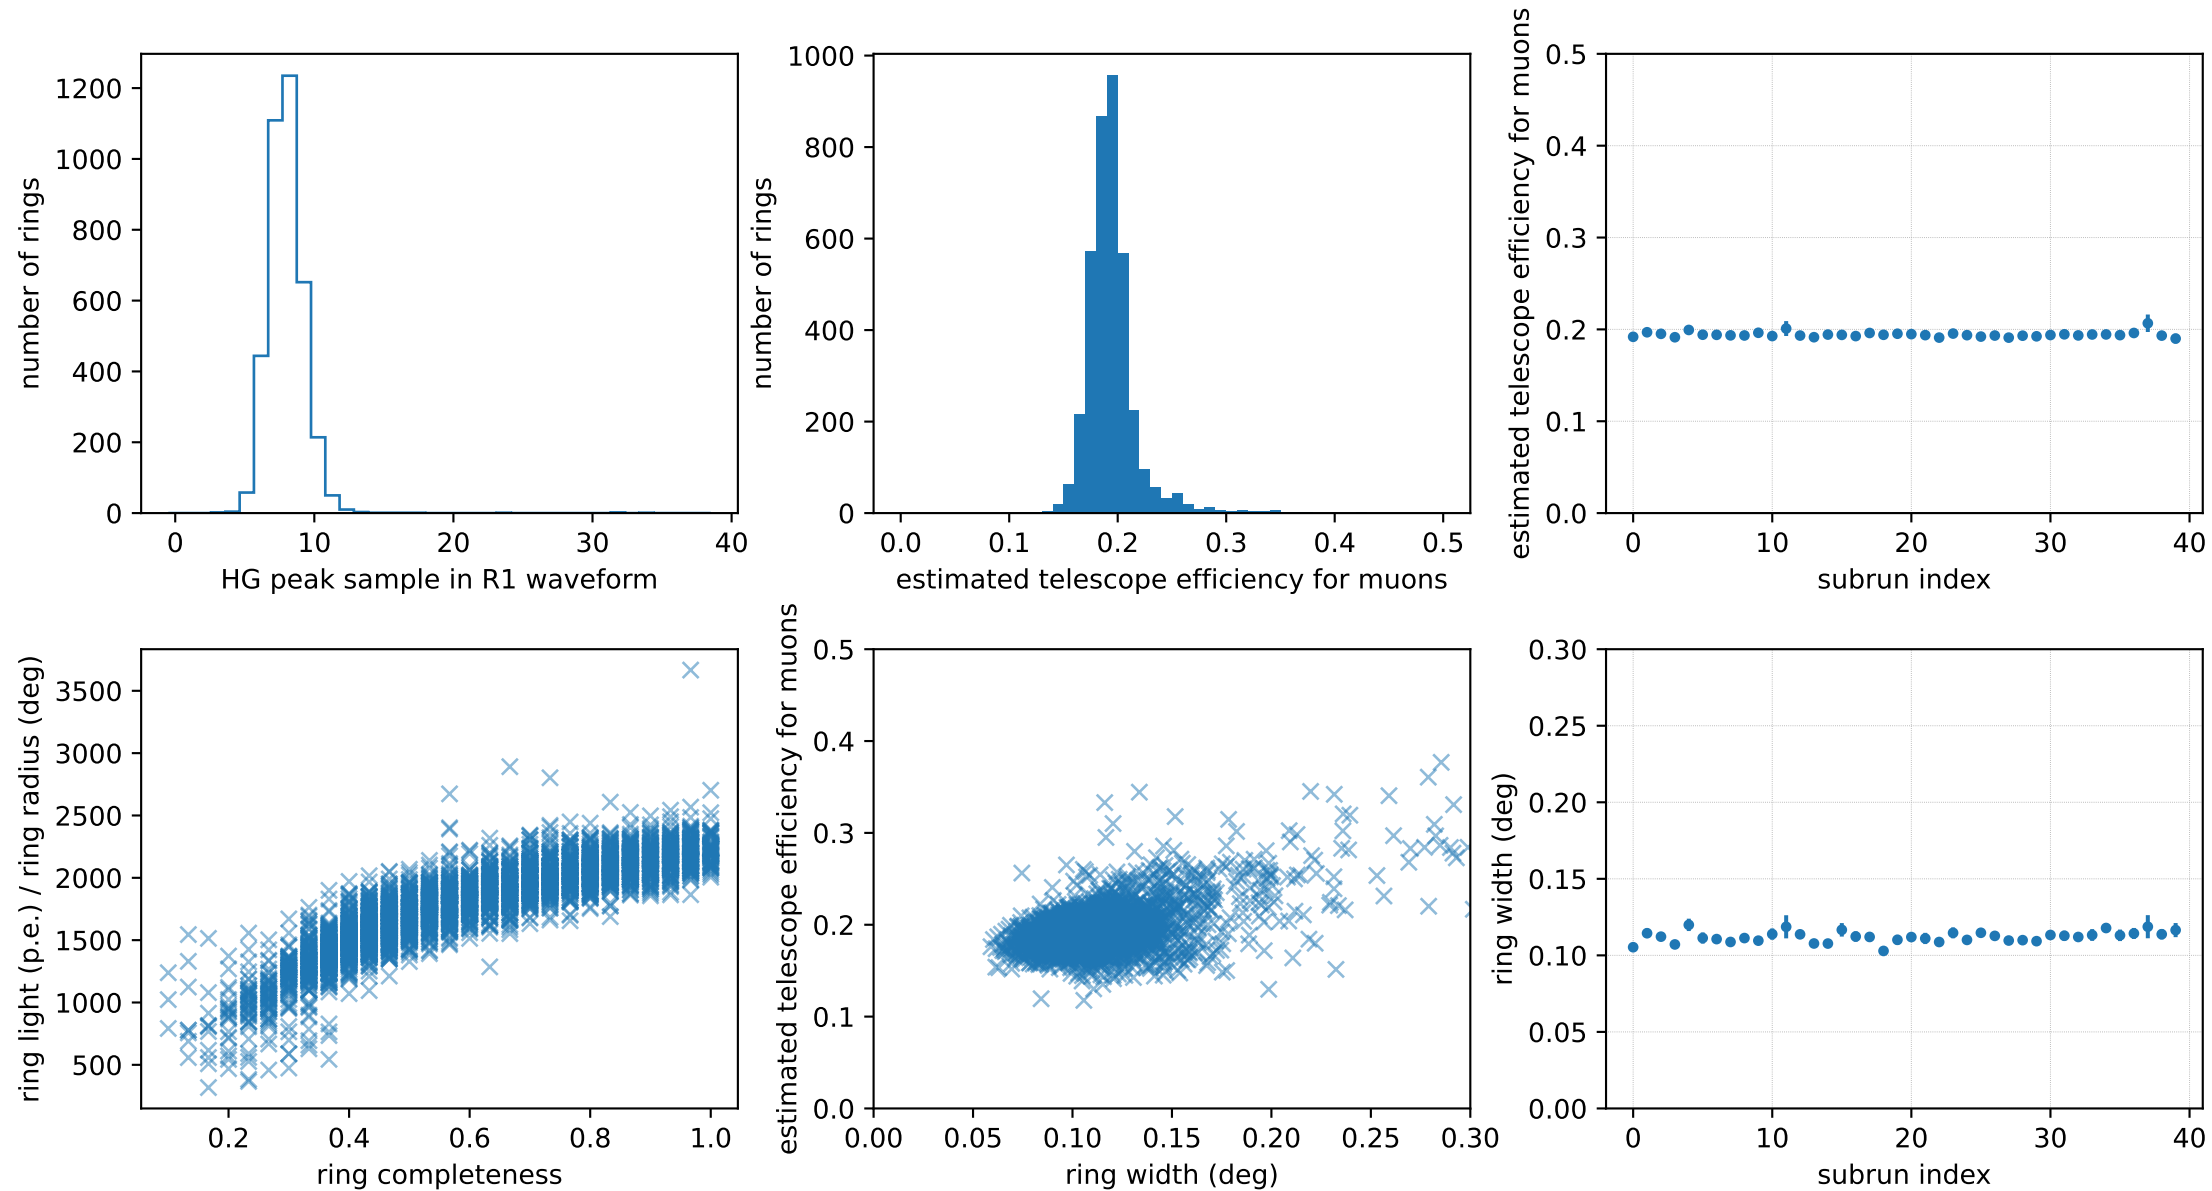 number of rings
1200
1000
800
600
400
200
0
0 10 20 30 40
HG peak sample in R1 waveform
number of rings
1000
800
600
400
200
0
0.0 0.1 0.2 0.3 0.4 0.5
estimated telescope efficiency for muons
estimated telescope efficiency for muons
0.5
0.4
0.3
0.2
0.1
0.0
0 10 20 30 40
subrun index
ring light (p.e.) / ring radius (deg)
3500
3000
2500
2000
1500
1000
500
0.2 0.4 0.6 0.8 1.0
ring completeness
estimated telescope efficiency for muons
0.5
0.4
0.3
0.2
0.1
0.0
0.00 0.05 0.10 0.15 0.20 0.25 0.30
ring width (deg)
ring width (deg)
0.30
0.25
0.20
0.15
0.10
0.05
0.00
0 10 20 30 40
subrun index